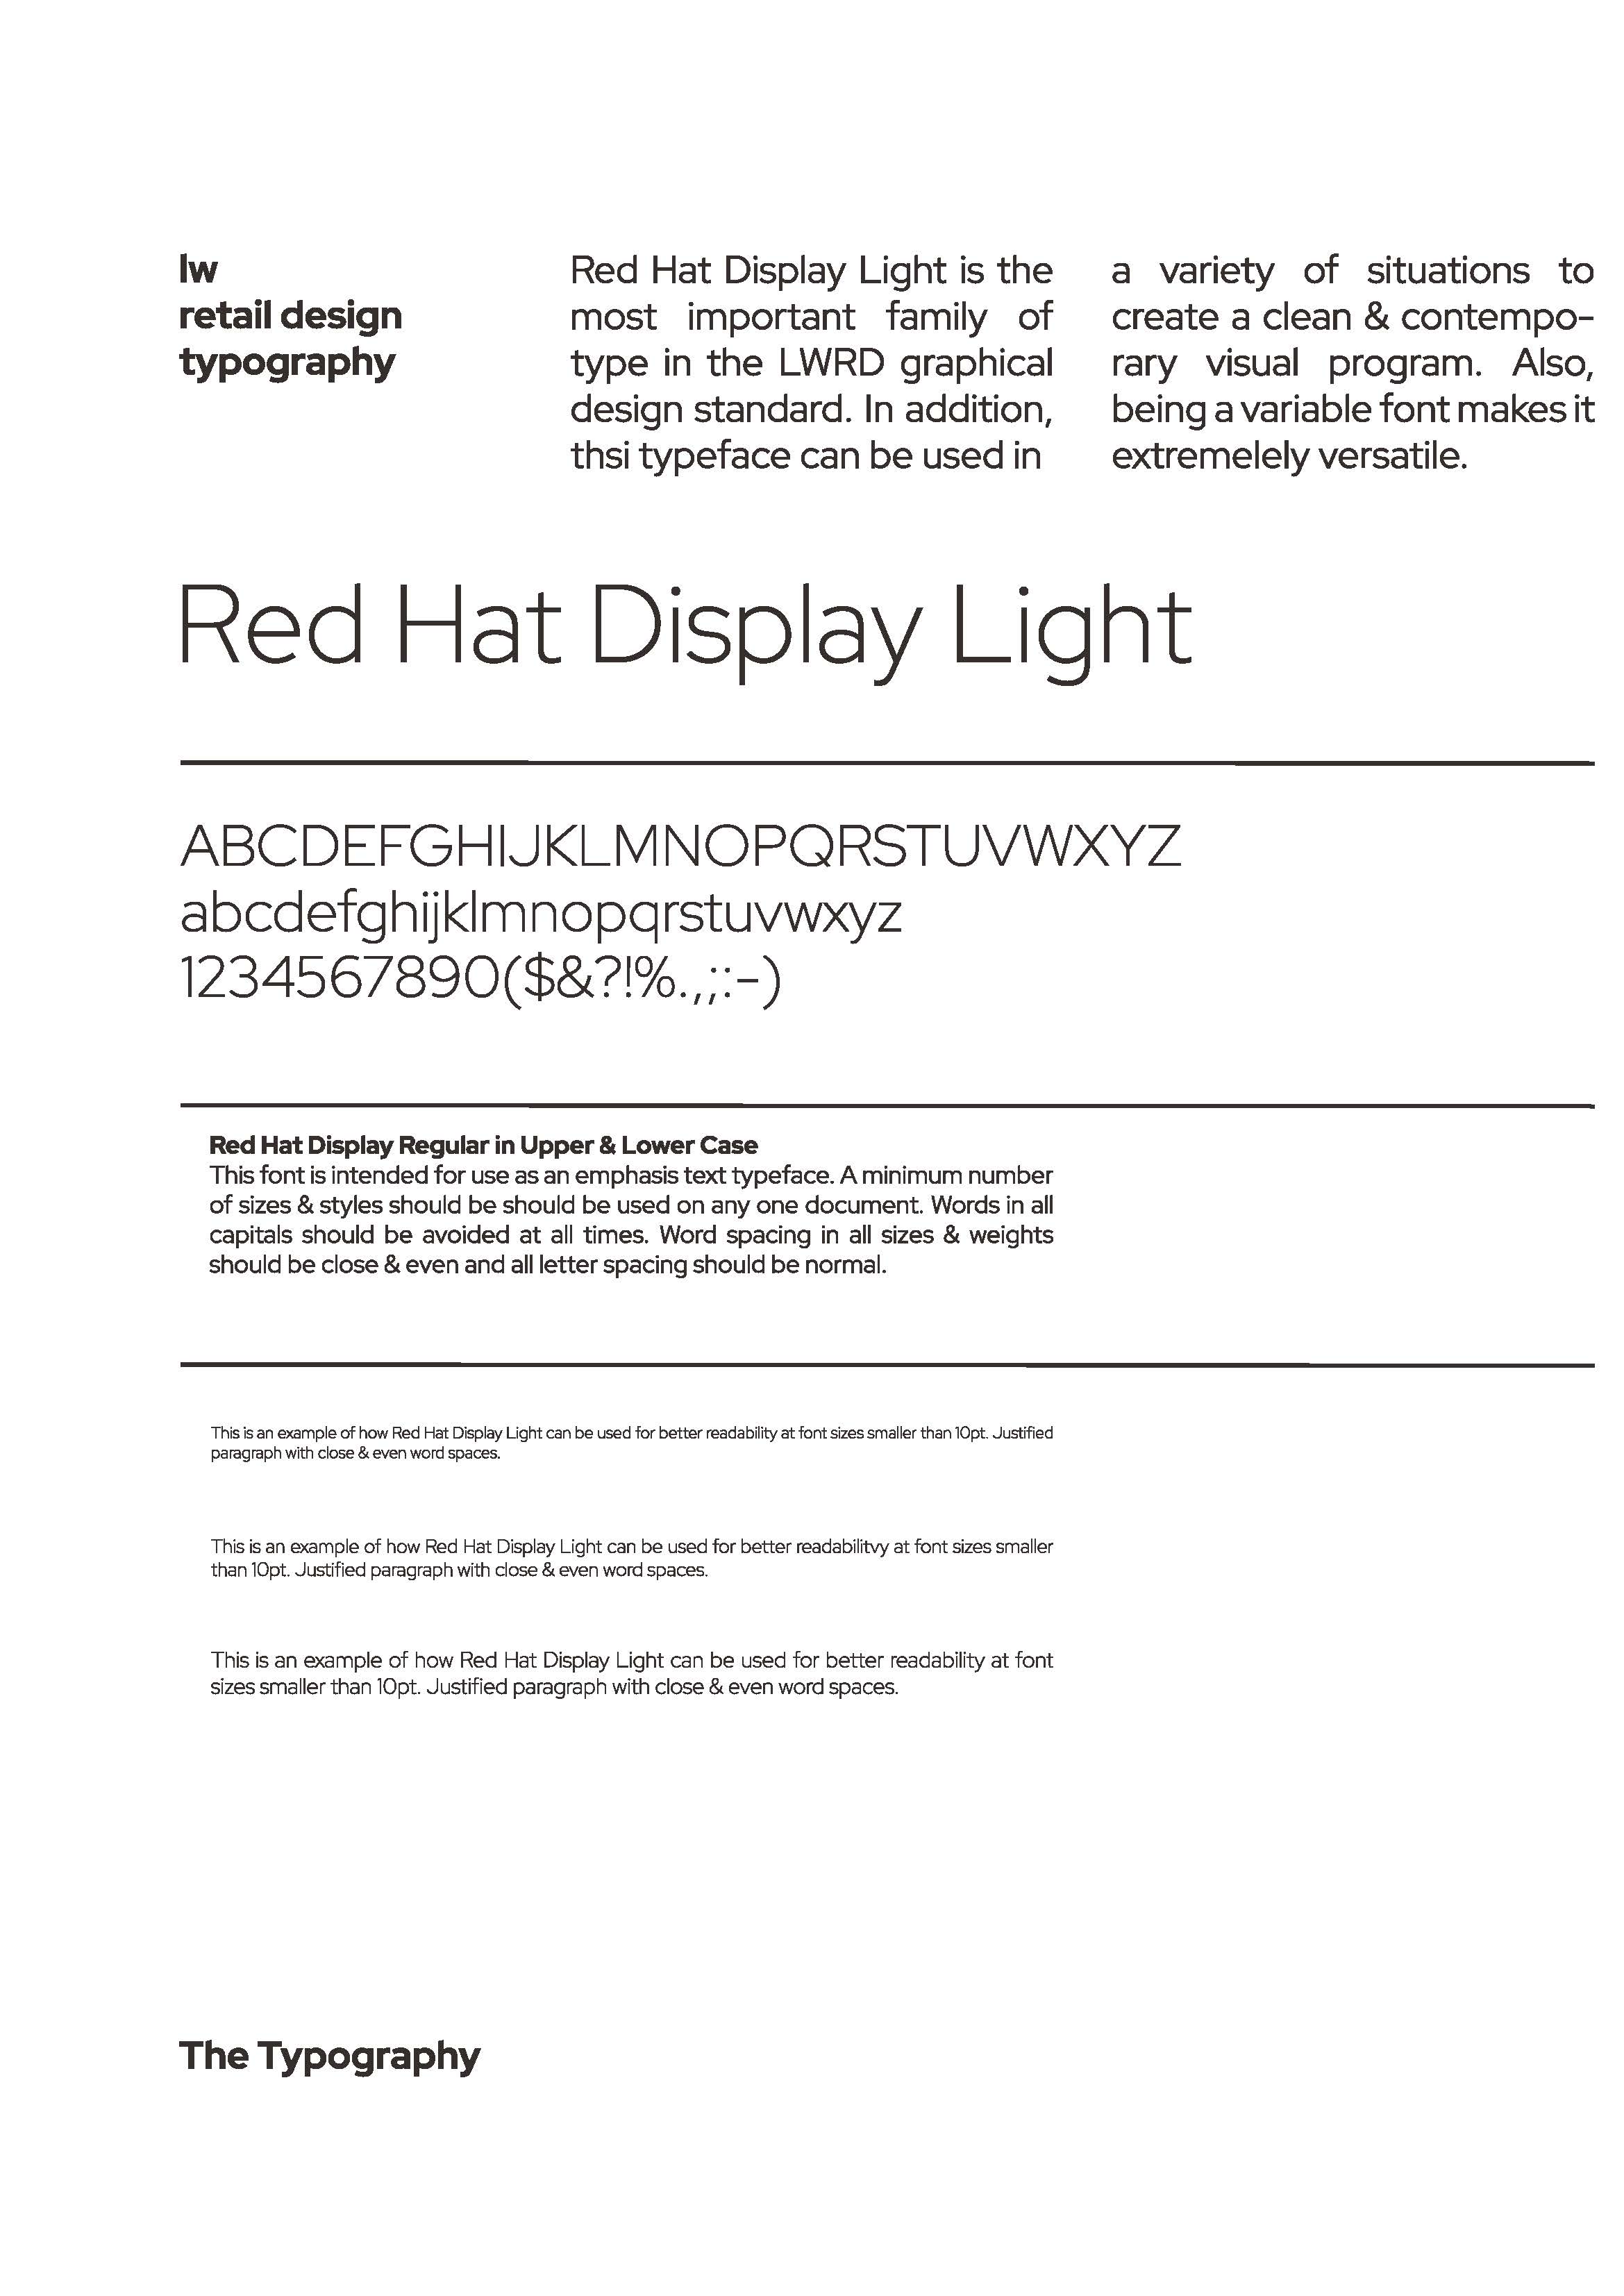 lw
retail design
typography
Red Hat Display Light is the
most important family of
type in the LWRD graphical
design standard. In addition,
thsi typeface can be used in
a variety of situations to
create a clean & contempo-
rary visual program. Also,
being a variable font makes it
extremelely versatile.
Red Hat Display Light
ABCDEFGHIJKLMNOPQRSTUVWXYZ
abcdefghijklmnopqrstuvwxyz
1234567890($&?!%.,;:-)
Red Hat Display Regular in Upper & Lower Case
This font is intended for use as an emphasis text typeface. A minimum number
of sizes & styles should be should be used on any one document. Words in all
capitals should be avoided at all times. Word spacing in all sizes & weights
should be close & even and all letter spacing should be normal.
This is an example of how Red Hat Display Light can be used for better readability at font sizes smaller than 10pt. Justified
paragraph with close & even word spaces.
This is an example of how Red Hat Display Light can be used for better readabilitvy at font sizes smaller
than 10pt. Justified paragraph with close & even word spaces.
This is an example of how Red Hat Display Light can be used for better readability at font
sizes smaller than 10pt. Justified paragraph with close & even word spaces.
The Typography